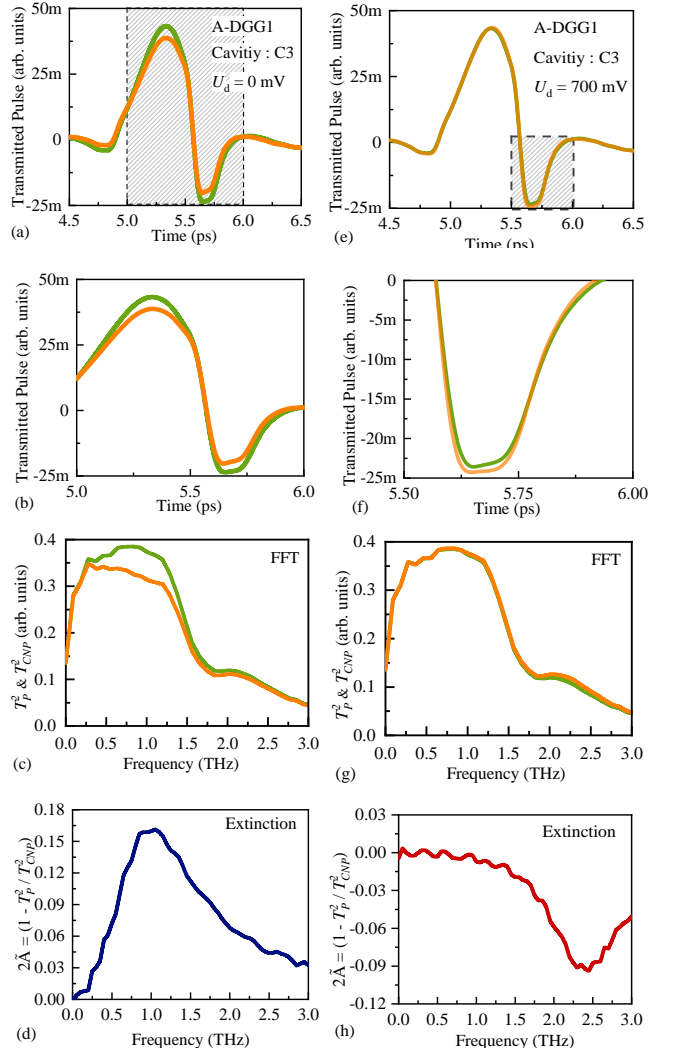 50m
25m
0
-25m
4.5 5.0 5.5 6.0 6.5
Time (ps)
Transmitted Pulse (arb. units)
A-DGG1
Cavitiy : C3
U_d = 0 mV
(a)
50m
25m
0
-25m
4.5 5.0 5.5 6.0 6.5
Time (ps)
Transmitted Pulse (arb. units)
A-DGG1
Cavitiy : C3
U_d = 700 mV
(e)
50m
25m
0
-25m
5.0 5.5 6.0
Time (ps)
Transmitted Pulse (arb. units)
(b)
0
-5m
-10m
-15m
-20m
-25m
5.50 5.75 6.00
Time (ps)
Transmitted Pulse (arb. units)
(f)
0.4
0.3
0.2
0.1
0.0
0.0 0.5 1.0 1.5 2.0 2.5 3.0
Frequency (THz)
T_P^2 & T_CNP^2 (arb. units)
FFT
(c)
0.4
0.3
0.2
0.1
0.0
0.0 0.5 1.0 1.5 2.0 2.5 3.0
Frequency (THz)
T_P^2 & T_CNP^2 (arb. units)
FFT
(g)
0.18
0.15
0.12
0.09
0.06
0.03
0.00
0.0 0.5 1.0 1.5 2.0 2.5 3.0
Frequency (THz)
2Ã = (1 - T_P^2 / T_CNP^2)
Extinction
(d)
0.03
0.00
-0.03
-0.06
-0.09
-0.12
0.0 0.5 1.0 1.5 2.0 2.5 3.0
Frequency (THz)
2Ã = (1 - T_P^2 / T_CNP^2)
Extinction
(h)